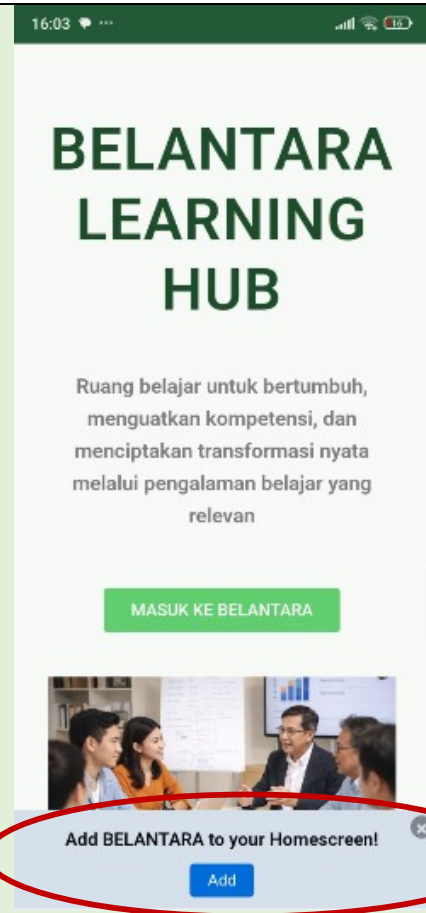 16:03
16
BELANTARA
LEARNING
HUB
Ruang belajar untuk bertumbuh,
menguatkan kompetensi, dan
menciptakan transformasi nyata
melalui pengalaman belajar yang
relevan
MASUK KE BELANTARA
Add BELANTARA to your Homescreen!
Add